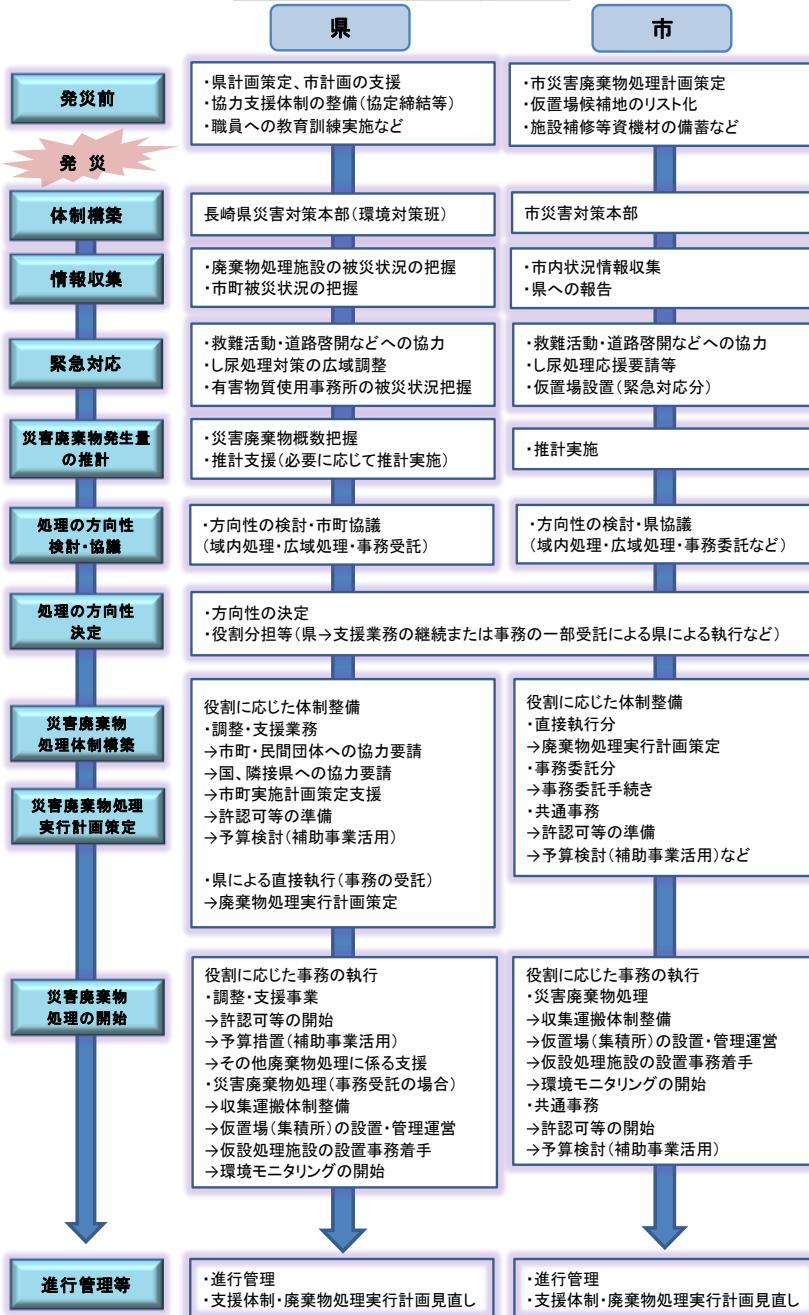 県
市
発災前
・県計画策定、市計画の支援
・協力支援体制の整備(協定締結等)
・職員への教育訓練実施など
・市災害廃棄物処理計画策定
・仮置場候補地のリスト化
・施設補修等資機材の備蓄など
発 災
体制構築
長崎県災害対策本部(環境対策班)
市災害対策本部
情報収集
・廃棄物処理施設の被災状況の把握
・市町被災状況の把握
・市内状況情報収集
・県への報告
緊急対応
・救難活動・道路啓開などへの協力
・し尿処理対策の広域調整
・有害物質使用事務所の被災状況把握
・救難活動・道路啓開などへの協力
・し尿処理応援要請等
・仮置場設置(緊急対応分)
災害廃棄物発生量
の推計
・災害廃棄物概数把握
・推計支援(必要に応じて推計実施)
・推計実施
処理の方向性
検討・協議
・方向性の検討・市町協議
(域内処理・広域処理・事務受託)
・方向性の検討・県協議
(域内処理・広域処理・事務委託など)
処理の方向性
決定
・方向性の決定
・役割分担等(県→支援業務の継続または事務の一部受託による県による執行など)
災害廃棄物
処理体制構築
災害廃棄物処理
実行計画策定
役割に応じた体制整備
・調整・支援業務
→市町・民間団体への協力要請
→国、隣接県への協力要請
→市町実施計画策定支援
→許認可等の準備
→予算検討(補助事業活用)
・県による直接執行(事務の受託)
→廃棄物処理実行計画策定
役割に応じた体制整備
・直接執行分
→廃棄物処理実行計画策定
・事務委託分
→事務委託手続き
・共通事務
→許認可等の準備
→予算検討(補助事業活用)など
災害廃棄物
処理の開始
役割に応じた事務の執行
・調整・支援事業
→許認可等の開始
→予算措置(補助事業活用)
→その他廃棄物処理に係る支援
・災害廃棄物処理(事務受託の場合)
→収集運搬体制整備
→仮置場(集積所)の設置・管理運営
→仮設処理施設の設置事務着手
→環境モニタリングの開始
役割に応じた事務の執行
・災害廃棄物処理
→収集運搬体制整備
→仮置場(集積所)の設置・管理運営
→仮設処理施設の設置事務着手
→環境モニタリングの開始
・共通事務
→許認可等の開始
→予算検討(補助事業活用)
進行管理等
・進行管理
・支援体制・廃棄物処理実行計画見直し
・進行管理
・支援体制・廃棄物処理実行計画見直し